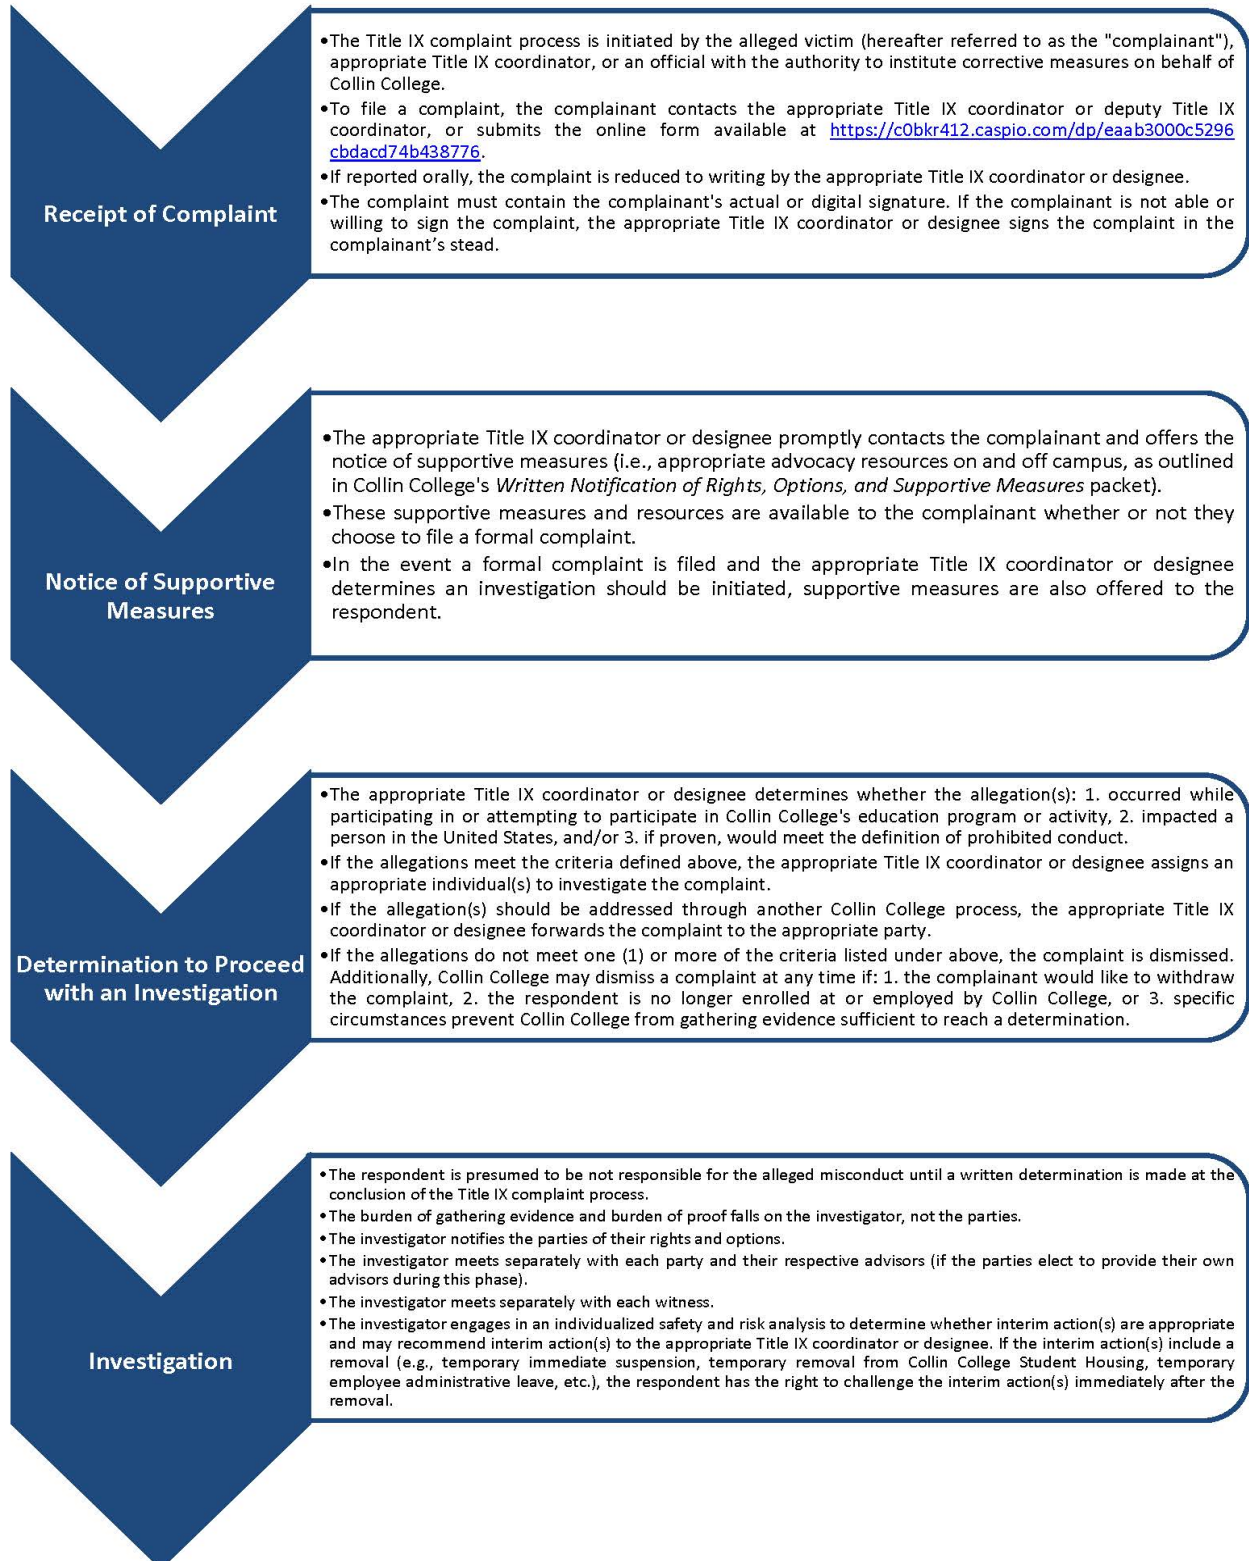 Receipt of Complaint
•The Title IX complaint process is initiated by the alleged victim (hereafter referred to as the "complainant"),
appropriate Title IX coordinator, or an official with the authority to institute corrective measures on behalf of
Collin College.
•To file a complaint, the complainant contacts the appropriate Title IX coordinator or deputy Title IX
coordinator, or submits the online form available at https://c0bkr412.caspio.com/dp/eaab3000c5296
cbdacd74b438776.
•If reported orally, the complaint is reduced to writing by the appropriate Title IX coordinator or designee.
•The complaint must contain the complainant's actual or digital signature. If the complainant is not able or
willing to sign the complaint, the appropriate Title IX coordinator or designee signs the complaint in the
complainant’s stead.
Notice of Supportive
Measures
•The appropriate Title IX coordinator or designee promptly contacts the complainant and offers the
notice of supportive measures (i.e., appropriate advocacy resources on and off campus, as outlined
in Collin College's Written Notification of Rights, Options, and Supportive Measures packet).
•These supportive measures and resources are available to the complainant whether or not they
choose to file a formal complaint.
•In the event a formal complaint is filed and the appropriate Title IX coordinator or designee
determines an investigation should be initiated, supportive measures are also offered to the
respondent.
Determination to Proceed
with an Investigation
•The appropriate Title IX coordinator or designee determines whether the allegation(s): 1. occurred while
participating in or attempting to participate in Collin College's education program or activity, 2. impacted a
person in the United States, and/or 3. if proven, would meet the definition of prohibited conduct.
•If the allegations meet the criteria defined above, the appropriate Title IX coordinator or designee assigns an
appropriate individual(s) to investigate the complaint.
•If the allegation(s) should be addressed through another Collin College process, the appropriate Title IX
coordinator or designee forwards the complaint to the appropriate party.
•If the allegations do not meet one (1) or more of the criteria listed under above, the complaint is dismissed.
Additionally, Collin College may dismiss a complaint at any time if: 1. the complainant would like to withdraw
the complaint, 2. the respondent is no longer enrolled at or employed by Collin College, or 3. specific
circumstances prevent Collin College from gathering evidence sufficient to reach a determination.
Investigation
•The respondent is presumed to be not responsible for the alleged misconduct until a written determination is made at the
conclusion of the Title IX complaint process.
•The burden of gathering evidence and burden of proof falls on the investigator, not the parties.
•The investigator notifies the parties of their rights and options.
•The investigator meets separately with each party and their respective advisors (if the parties elect to provide their own
advisors during this phase).
•The investigator meets separately with each witness.
•The investigator engages in an individualized safety and risk analysis to determine whether interim action(s) are appropriate
and may recommend interim action(s) to the appropriate Title IX coordinator or designee. If the interim action(s) include a
removal (e.g., temporary immediate suspension, temporary removal from Collin College Student Housing, temporary
employee administrative leave, etc.), the respondent has the right to challenge the interim action(s) immediately after the
removal.